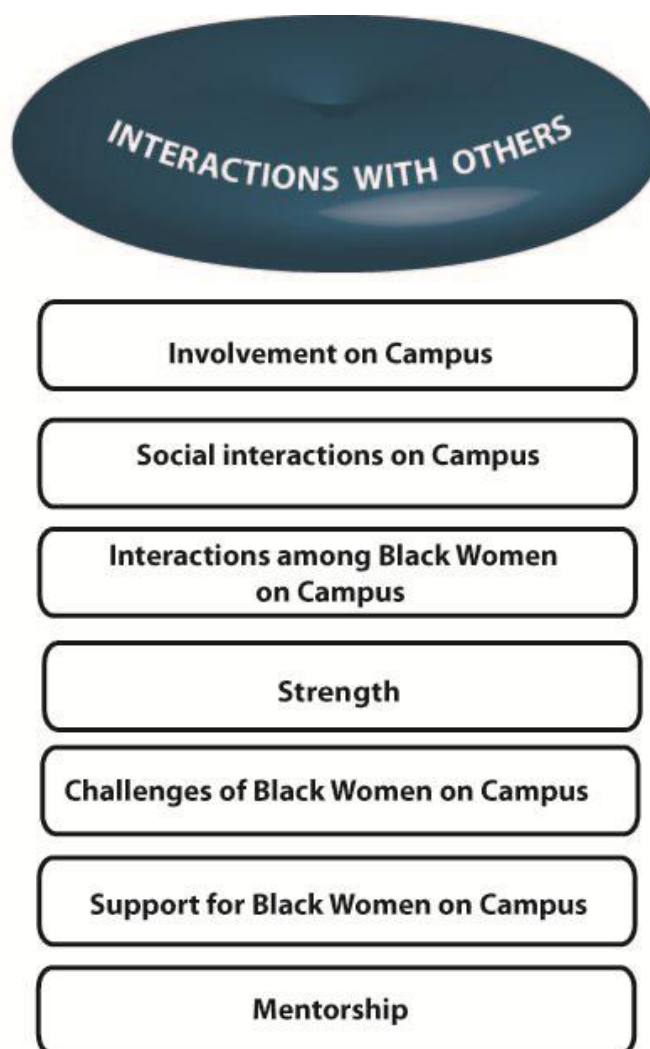 INTERACTIONS WITH OTHERS
Involvement on Campus
Social interactions on Campus
Interactions among Black Women
on Campus
Strength
Challenges of Black Women on Campus
Support for Black Women on Campus
Mentorship